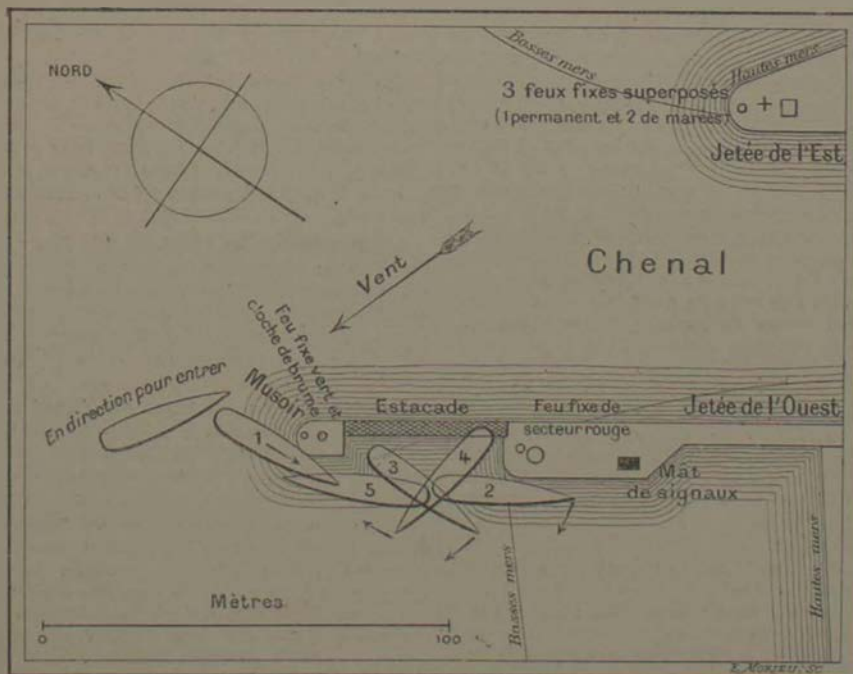 NORD
Basses mers
Hautes mers
3 feux fixes superposés
(1 permanent et 2 de marées)
Jetée de l'Est
Vent
Chenal
En direction pour entrer
Musoir
Feu fixe vert et
cloche de brume
Estacade
Feu fixe de
secteur rouge
Jetée de l'Ouest
1
3
4
5
2
Mât
de signaux
Basses mers
Hautes mers
Mètres
0
100